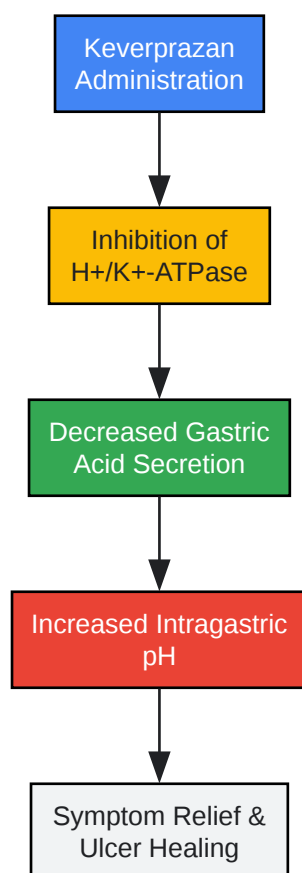 Keverprazan
Administration
Inhibition of
H+/K+-ATPase
Decreased Gastric
Acid Secretion
Increased Intragastric
pH
Symptom Relief &
Ulcer Healing